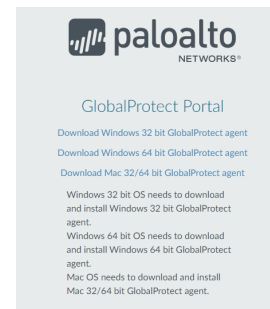 paloalto
NETWORKS®
GlobalProtect Portal
Download Windows 32 bit GlobalProtect agent
Download Windows 64 bit GlobalProtect agent
Download Mac 32/64 bit GlobalProtect agent
Windows 32 bit OS needs to download
and install Windows 32 bit GlobalProtect
agent.
Windows 64 bit OS needs to download
and install Windows 64 bit GlobalProtect
agent.
Mac OS needs to download and install
Mac 32/64 bit GlobalProtect agent.